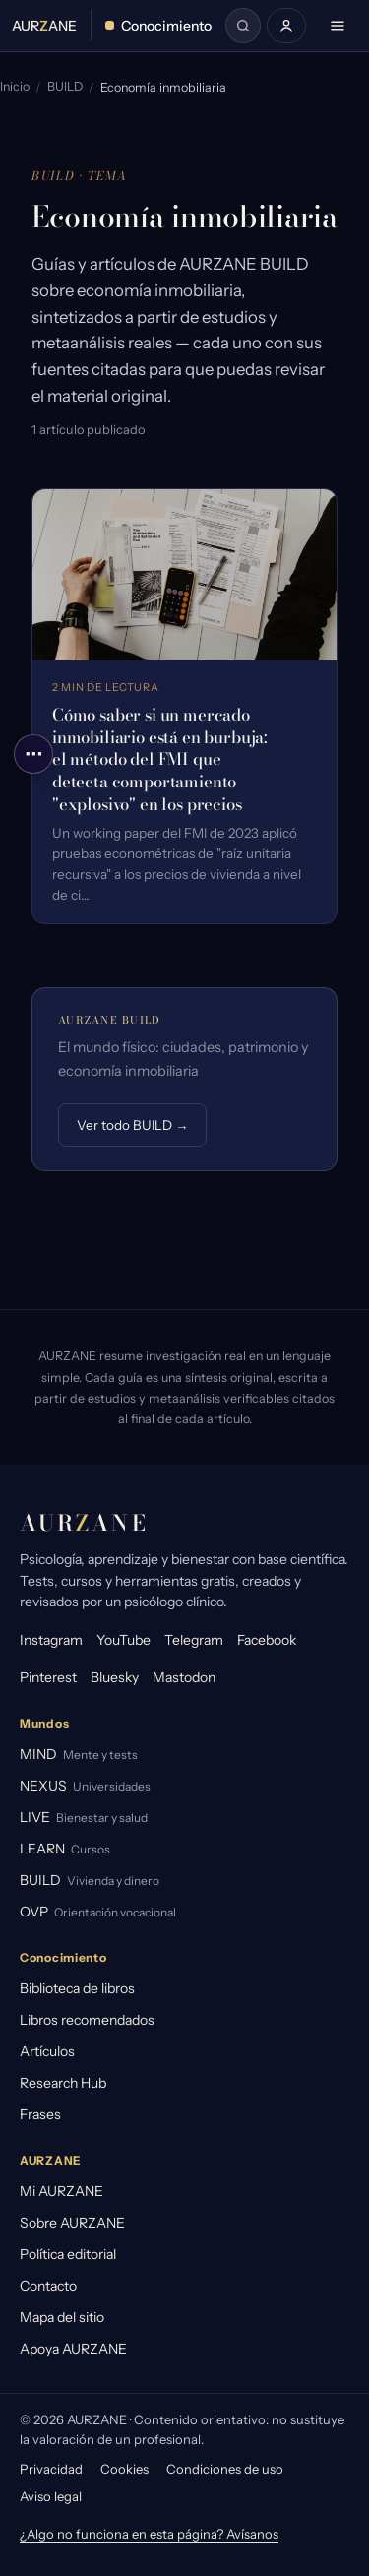 AURZANE
Conocimiento
Inicio / BUILD / Economía inmobiliaria
BUILD · TEMA
Economía inmobiliaria
Guías y artículos de AURZANE BUILD
sobre economía inmobiliaria,
sintetizados a partir de estudios y
metaanálisis reales — cada uno con sus
fuentes citadas para que puedas revisar
el material original.
1 artículo publicado
2 MIN DE LECTURA
Cómo saber si un mercado
inmobiliario está en burbuja:
el método del FMI que
detecta comportamiento
"explosivo" en los precios
Un working paper del FMI de 2023 aplicó
pruebas econométricas de "raíz unitaria
recursiva" a los precios de vivienda a nivel
de ci...
AURZANE BUILD
El mundo físico: ciudades, patrimonio y
economía inmobiliaria
Ver todo BUILD →
AURZANE resume investigación real en un lenguaje
simple. Cada guía es una síntesis original, escrita a
partir de estudios y metaanálisis verificables citados
al final de cada artículo.
AURZANE
Psicología, aprendizaje y bienestar con base científica.
Tests, cursos y herramientas gratis, creados y
revisados por un psicólogo clínico.
Instagram YouTube Telegram Facebook
Pinterest Bluesky Mastodon
Mundos
MIND Mente y tests
NEXUS Universidades
LIVE Bienestar y salud
LEARN Cursos
BUILD Vivienda y dinero
OVP Orientación vocacional
Conocimiento
Biblioteca de libros
Libros recomendados
Artículos
Research Hub
Frases
AURZANE
Mi AURZANE
Sobre AURZANE
Política editorial
Contacto
Mapa del sitio
Apoya AURZANE
© 2026 AURZANE · Contenido orientativo: no sustituye
la valoración de un profesional.
Privacidad Cookies Condiciones de uso
Aviso legal
¿Algo no funciona en esta página? Avísanos